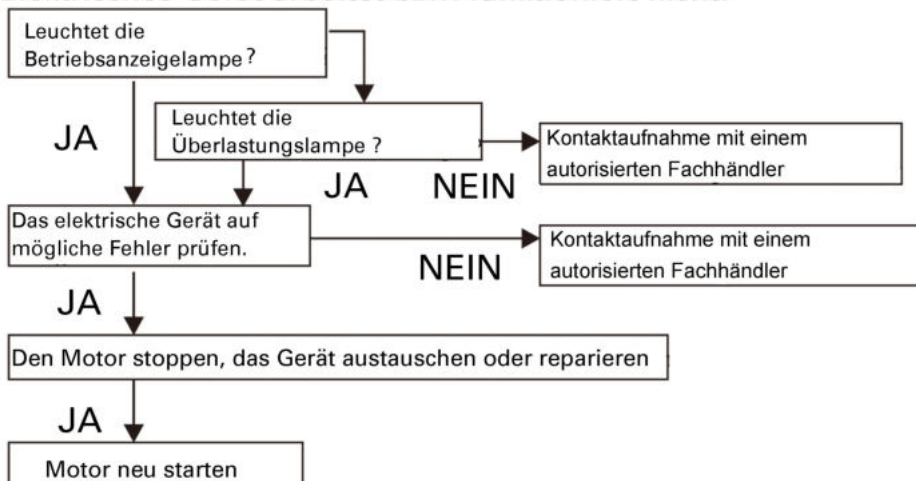 Leuchtet die
Betriebsanzeigelampe?
JA
Leuchtet die
Überlastungslampe ?
JA
NEIN
Kontaktaufnahme mit einem
autorisierten Fachhändler
Das elektrische Gerät auf
mögliche Fehler prüfen.
NEIN
Kontaktaufnahme mit einem
autorisierten Fachhändler
JA
Den Motor stoppen, das Gerät austauschen oder reparieren
JA
Motor neu starten